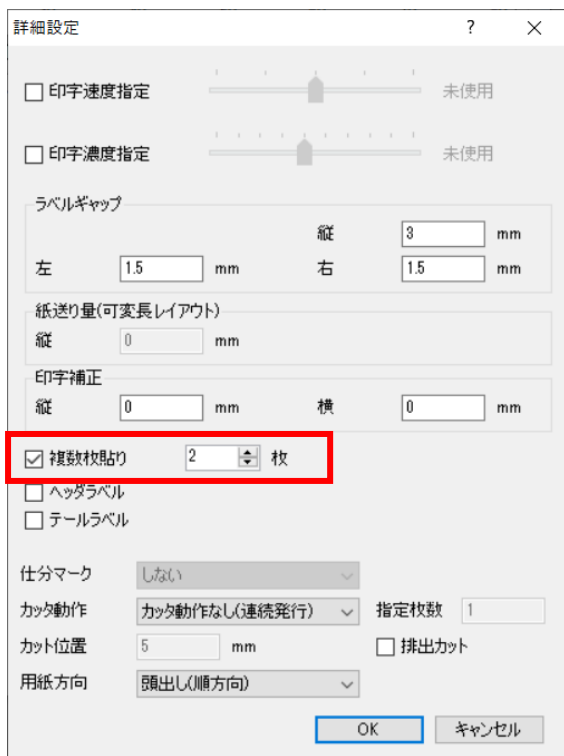 詳細設定 ? ×
印字速度指定 未使用
印字濃度指定 未使用
ラベルギャップ
縦 3 mm
左 1.5 mm 右 1.5 mm
紙送り量(可変長レイアウト)
縦 0 mm
印字補正
縦 0 mm 横 0 mm
複数枚貼り 2 枚
ヘッダラベル
テールラベル
仕分マーク しない
カッタ動作 カッタ動作なし(連続発行) 指定枚数 1
カット位置 5 mm 排出カット
用紙方向 頭出し(順方向)
OK キャンセル